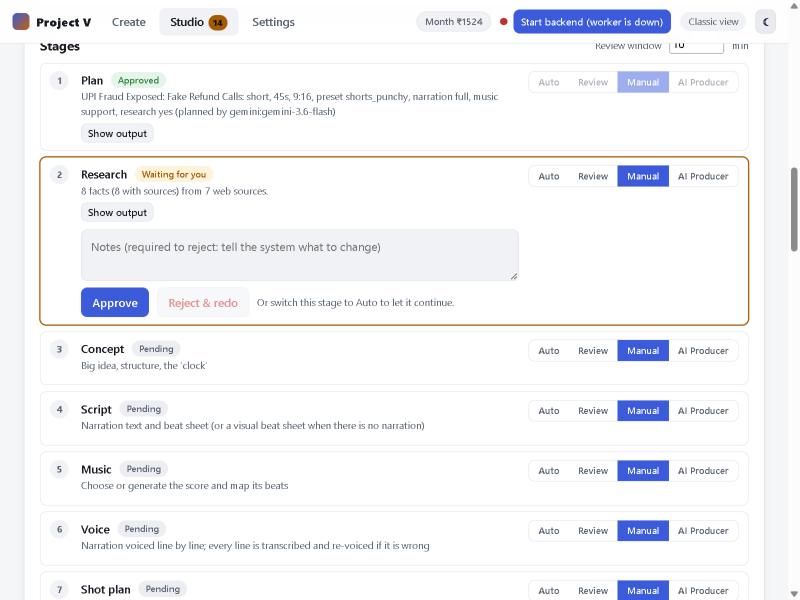 Project V Create Studio 14 Settings Month ₹1524 Start backend (worker is down) Classic view
Stages Review window 10 min
1 Plan Approved Auto Review Manual AI Producer
UPI Fraud Exposed: Fake Refund Calls: short, 45s, 9:16, preset shorts_punchy, narration full, music
support, research yes (planned by gemini:gemini-3.6-flash)
Show output
2 Research Waiting for you Auto Review Manual AI Producer
8 facts (8 with sources) from 7 web sources.
Show output
Notes (required to reject: tell the system what to change)
Approve Reject & redo Or switch this stage to Auto to let it continue.
3 Concept Pending Auto Review Manual AI Producer
Big idea, structure, the 'clock'
4 Script Pending Auto Review Manual AI Producer
Narration text and beat sheet (or a visual beat sheet when there is no narration)
5 Music Pending Auto Review Manual AI Producer
Choose or generate the score and map its beats
6 Voice Pending Auto Review Manual AI Producer
Narration voiced line by line; every line is transcribed and re-voiced if it is wrong
7 Shot plan Pending Auto Review Manual AI Producer